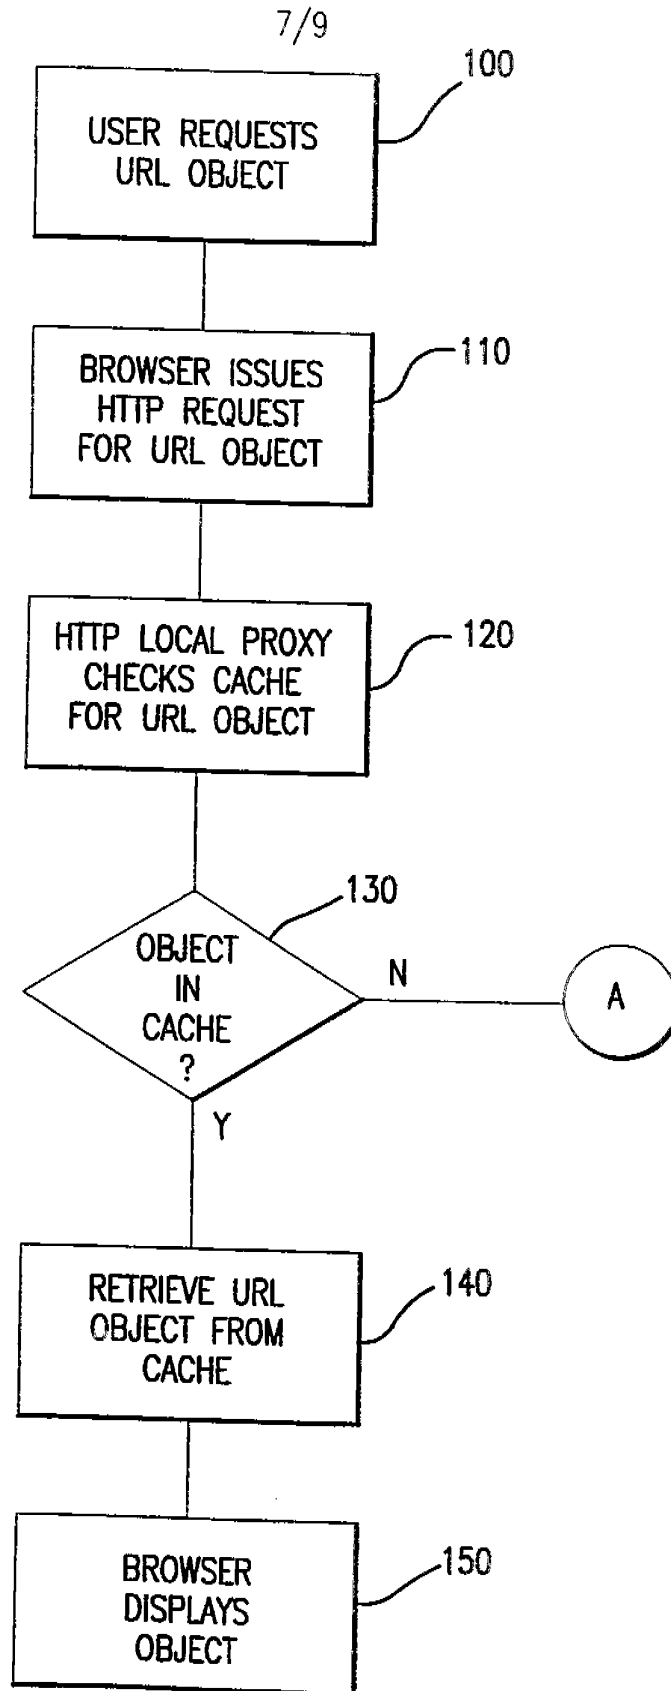 7/9
100
USER REQUESTS
URL OBJECT
110
BROWSER ISSUES
HTTP REQUEST
FOR URL OBJECT
120
HTTP LOCAL PROXY
CHECKS CACHE
FOR URL OBJECT
130
OBJECT
IN
CACHE
?
N
A
Y
140
RETRIEVE URL
OBJECT FROM
CACHE
150
BROWSER
DISPLAYS
OBJECT